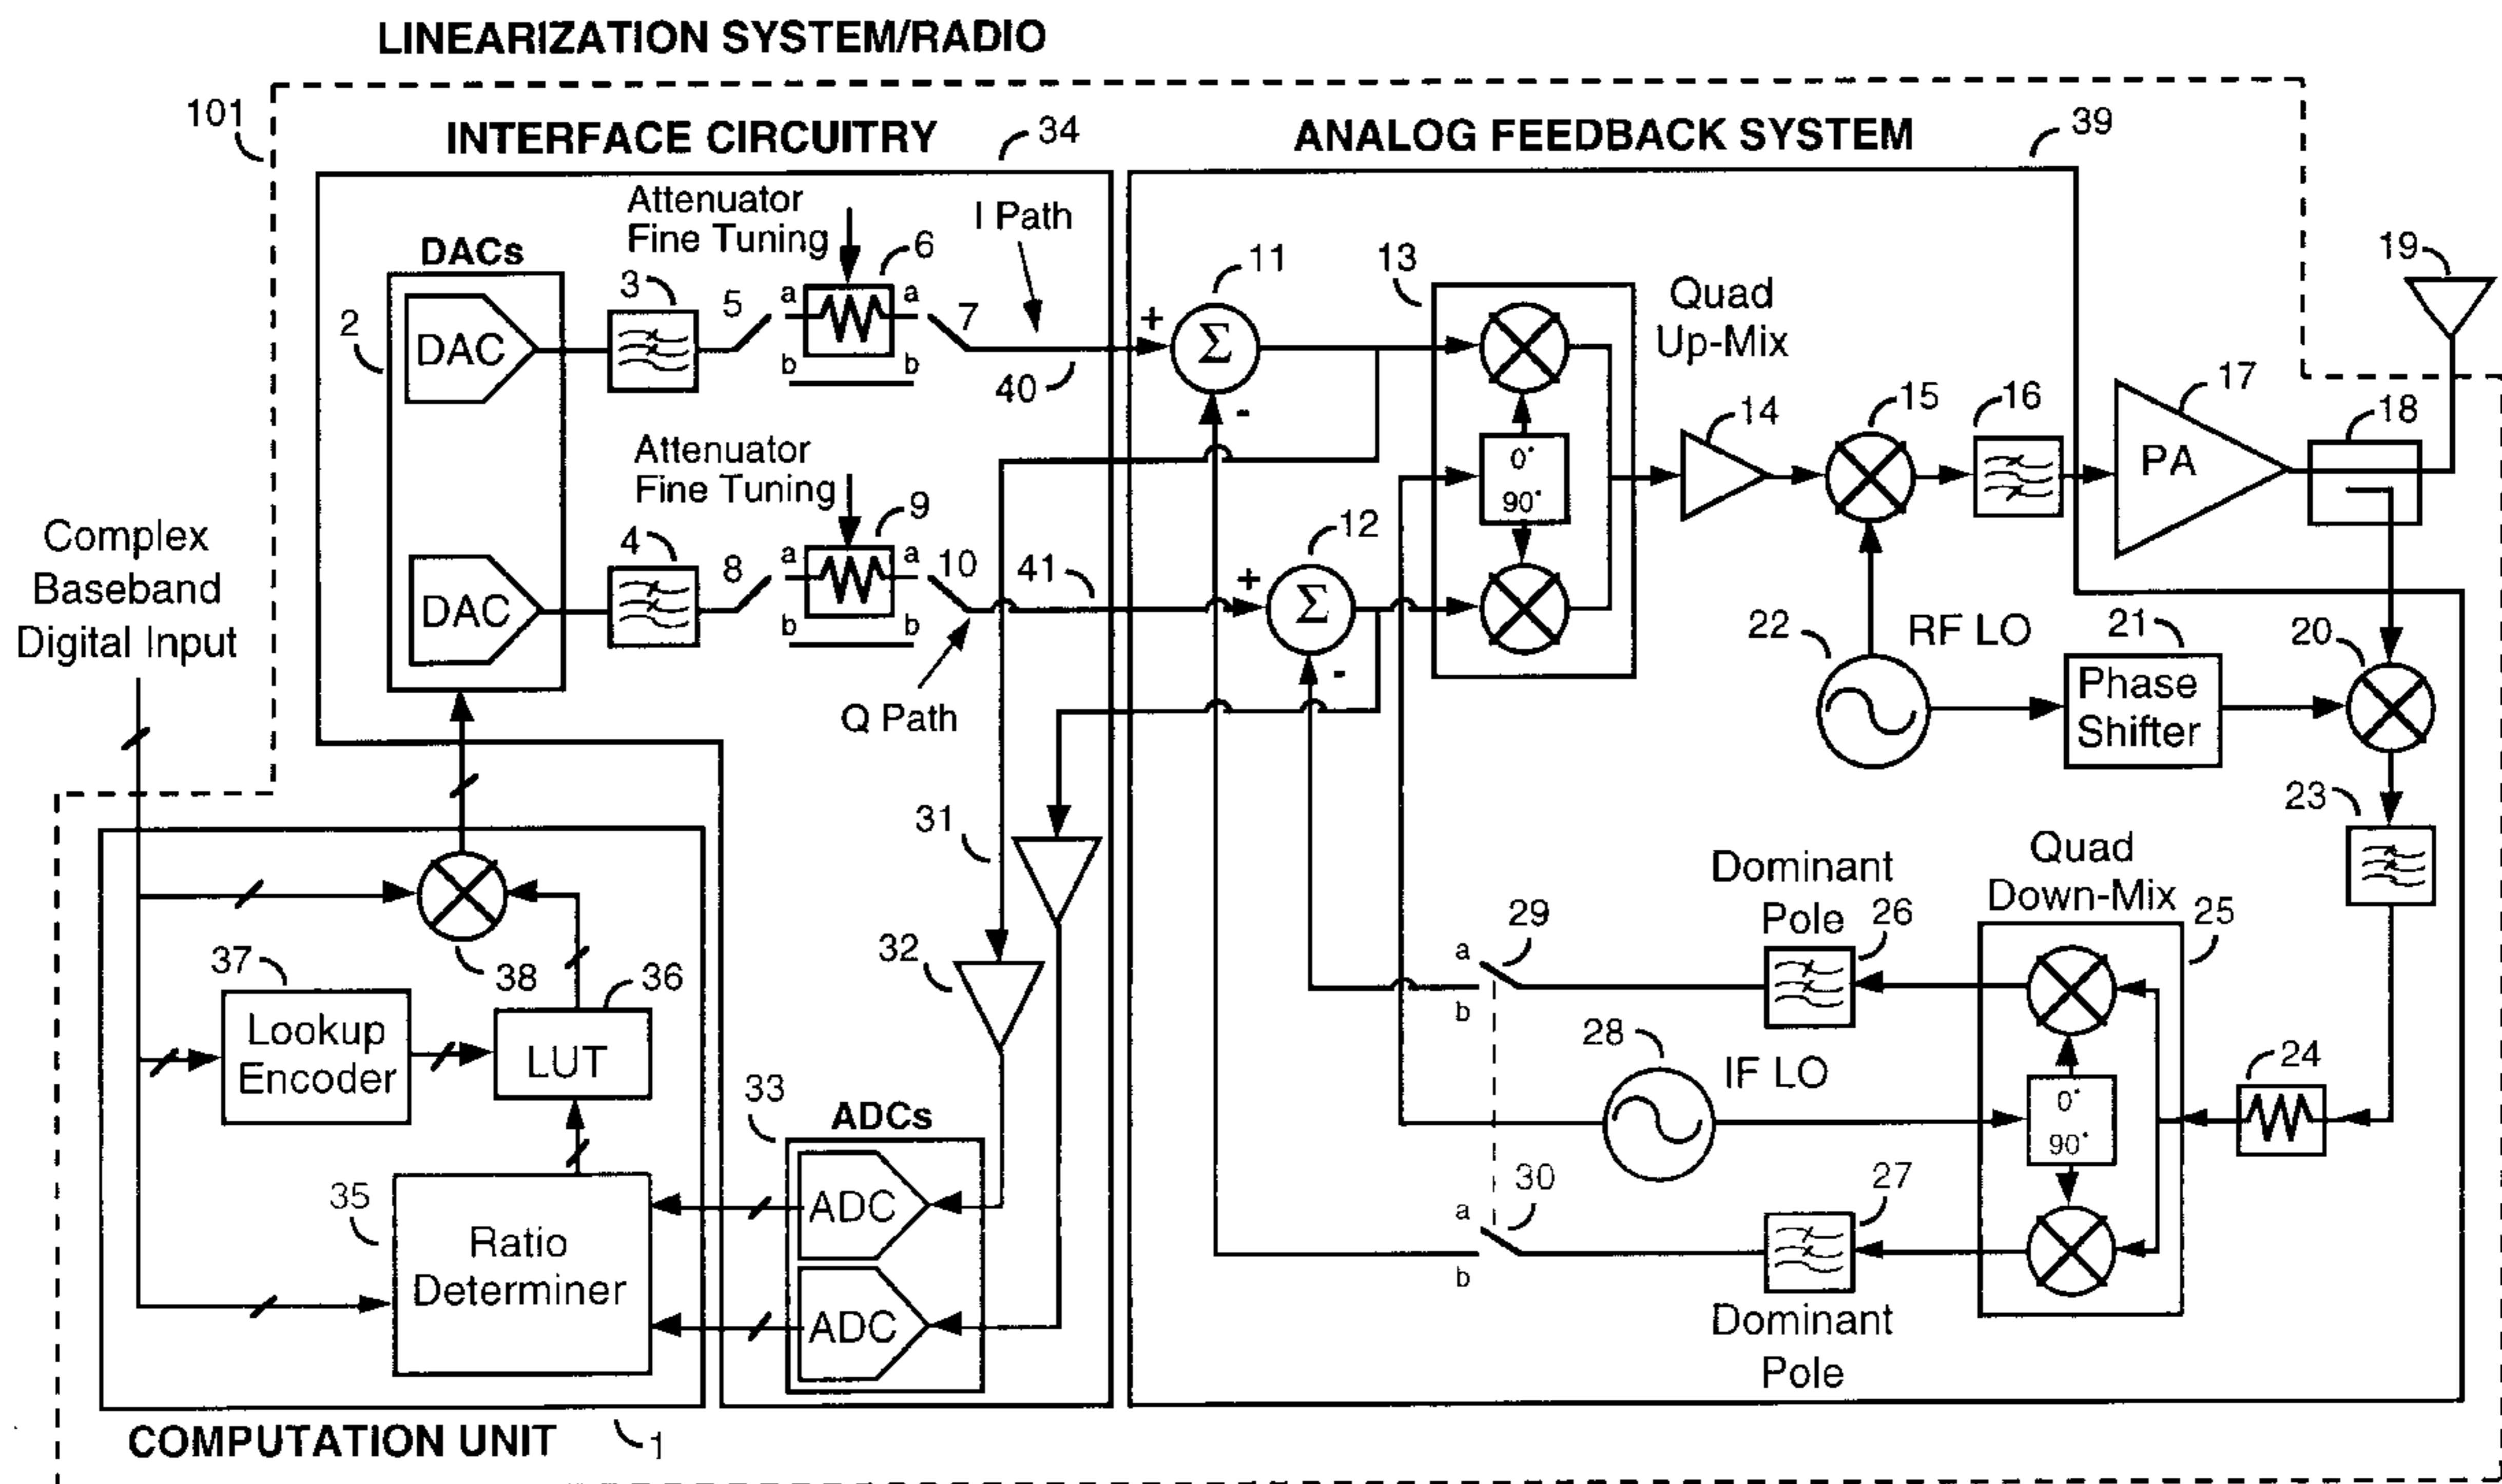 LINEARIZATION SYSTEM/RADIO
101
INTERFACE CIRCUITRY
34
ANALOG FEEDBACK SYSTEM
39
Attenuator
Fine Tuning
6
I Path
DACs
2
DAC
3
5
a
a
b
b
7
40
+
Σ
-
11
13
Quad
Up-Mix
0°
90°
14
15
16
17
PA
18
19
Attenuator
Fine Tuning
9
DAC
4
8
a
a
b
b
10
41
Q Path
+
Σ
-
12
22
RF LO
21
Phase
Shifter
20
23
Complex
Baseband
Digital Input
31
32
38
37
Lookup
Encoder
36
LUT
35
Ratio
Determiner
33
ADCs
ADC
ADC
a
b
29
Dominant
Pole
26
Quad
Down-Mix
25
28
IF LO
0°
90°
24
a
b
30
27
Dominant
Pole
COMPUTATION UNIT
1